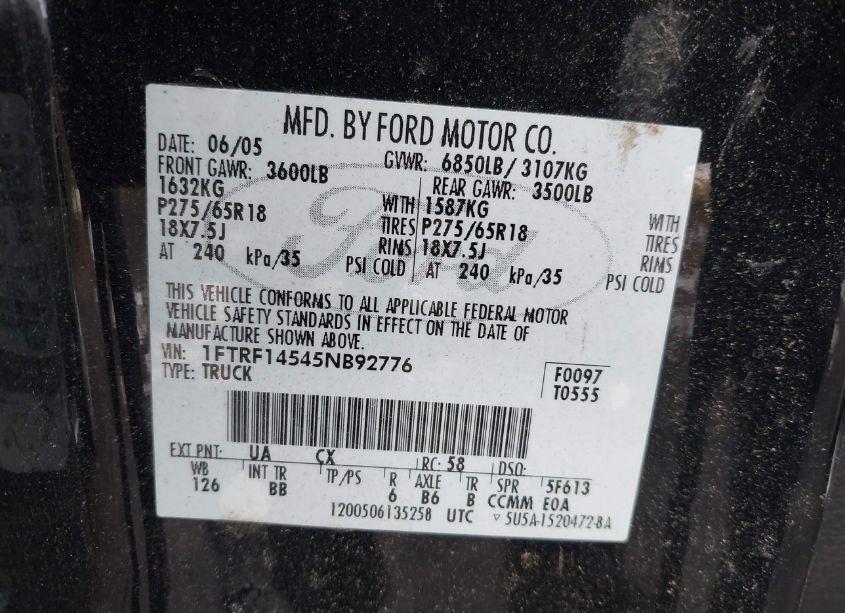 MFD. BY FORD MOTOR CO.
DATE: 06/05 GVWR: 6850LB/ 3107KG
FRONT GAWR: 3600LB REAR GAWR: 3500LB
1632KG WITH 1587KG WITH
P275/65R18 TIRES P275/65R18 TIRES
18X7.5J RIMS 18X7.5J RIMS
AT 240 kPa/35 PSI COLD AT 240 kPa/35 PSI COLD
Ford
THIS VEHICLE CONFORMS TO ALL APPLICABLE FEDERAL MOTOR
VEHICLE SAFETY STANDARDS IN EFFECT ON THE DATE OF
MANUFACTURE SHOWN ABOVE.
VIN: 1FTRF14545NB92776
TYPE: TRUCK
F0097
T0555
EXT PNT: UA CX RC: 58 DSO:
WB INT TR TP/PS R AXLE TR SPR 5F613
126 BB 6 B6 B CCMM E0A
1200506135258 UTC ▽ 5U5A-1520472-BA